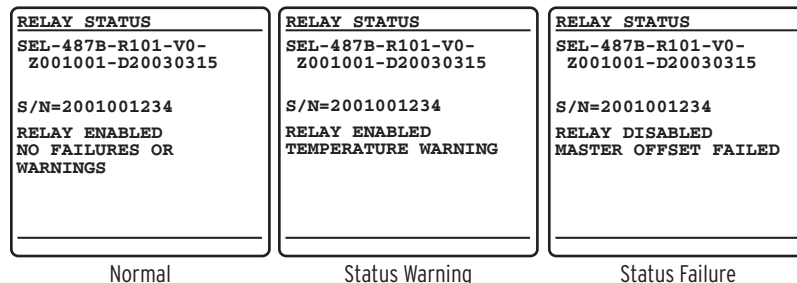 RELAY STATUS
SEL-487B-R101-V0-
Z001001-D20030315
S/N=2001001234
RELAY ENABLED
NO FAILURES OR
WARNINGS
Normal
RELAY STATUS
SEL-487B-R101-V0-
Z001001-D20030315
S/N=2001001234
RELAY ENABLED
TEMPERATURE WARNING
Status Warning
RELAY STATUS
SEL-487B-R101-V0-
Z001001-D20030315
S/N=2001001234
RELAY DISABLED
MASTER OFFSET FAILED
Status Failure